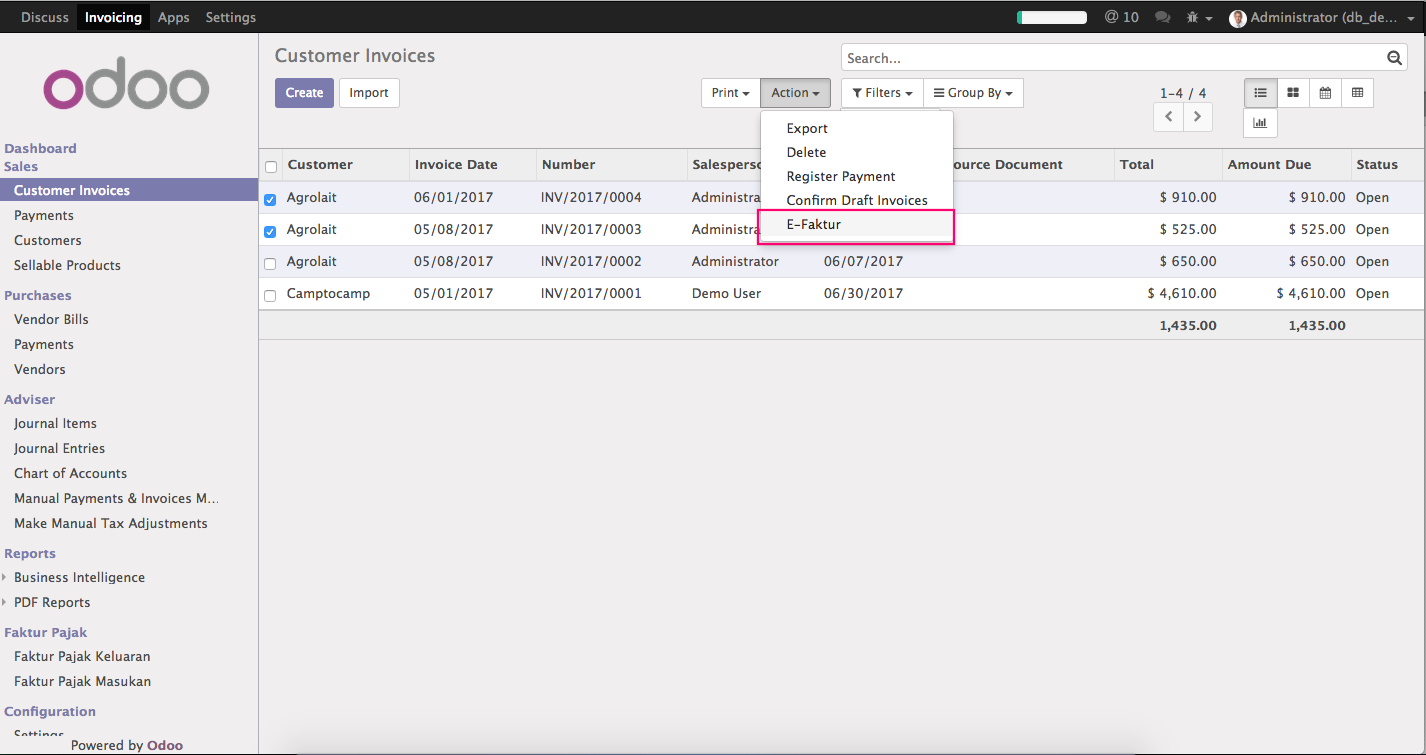 Discuss Invoicing Apps Settings @ 10 Administrator (db_de...
odoo
Dashboard
Sales
Customer Invoices
Payments
Customers
Sellable Products
Purchases
Vendor Bills
Payments
Vendors
Adviser
Journal Items
Journal Entries
Chart of Accounts
Manual Payments & Invoices M...
Make Manual Tax Adjustments
Reports
Business Intelligence
PDF Reports
Faktur Pajak
Faktur Pajak Keluaran
Faktur Pajak Masukan
Configuration
Settings
Powered by Odoo
Customer Invoices
Search...
Create Import Print Action Filters Group By 1-4 / 4
Export
Delete
Register Payment
Confirm Draft Invoices
E-Faktur
Customer Invoice Date Number Salesperso ource Document Total Amount Due Status
Agrolait 06/01/2017 INV/2017/0004 Administra $ 910.00 $ 910.00 Open
Agrolait 05/08/2017 INV/2017/0003 Administra $ 525.00 $ 525.00 Open
Agrolait 05/08/2017 INV/2017/0002 Administrator 06/07/2017 $ 650.00 $ 650.00 Open
Camptocamp 05/01/2017 INV/2017/0001 Demo User 06/30/2017 $ 4,610.00 $ 4,610.00 Open
1,435.00 1,435.00